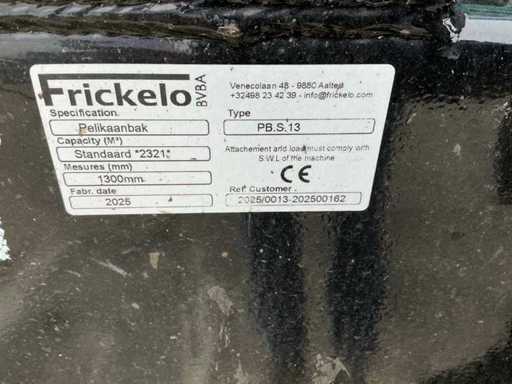 Frickelo BVBA
Venecolaan 48 - 9880 Aalter
+32498 23 42 39 - info@frickelo.com
Specification
Type
Pelikaanbak
PB.S.13
Capacity (M³)
Standaard "2321"
Attachement and load must comply with
S.W.L of the machine
Mesures (mm)
1300mm
CE
Fabr. date
Ref. Customer
2025
2025/0013-202500162